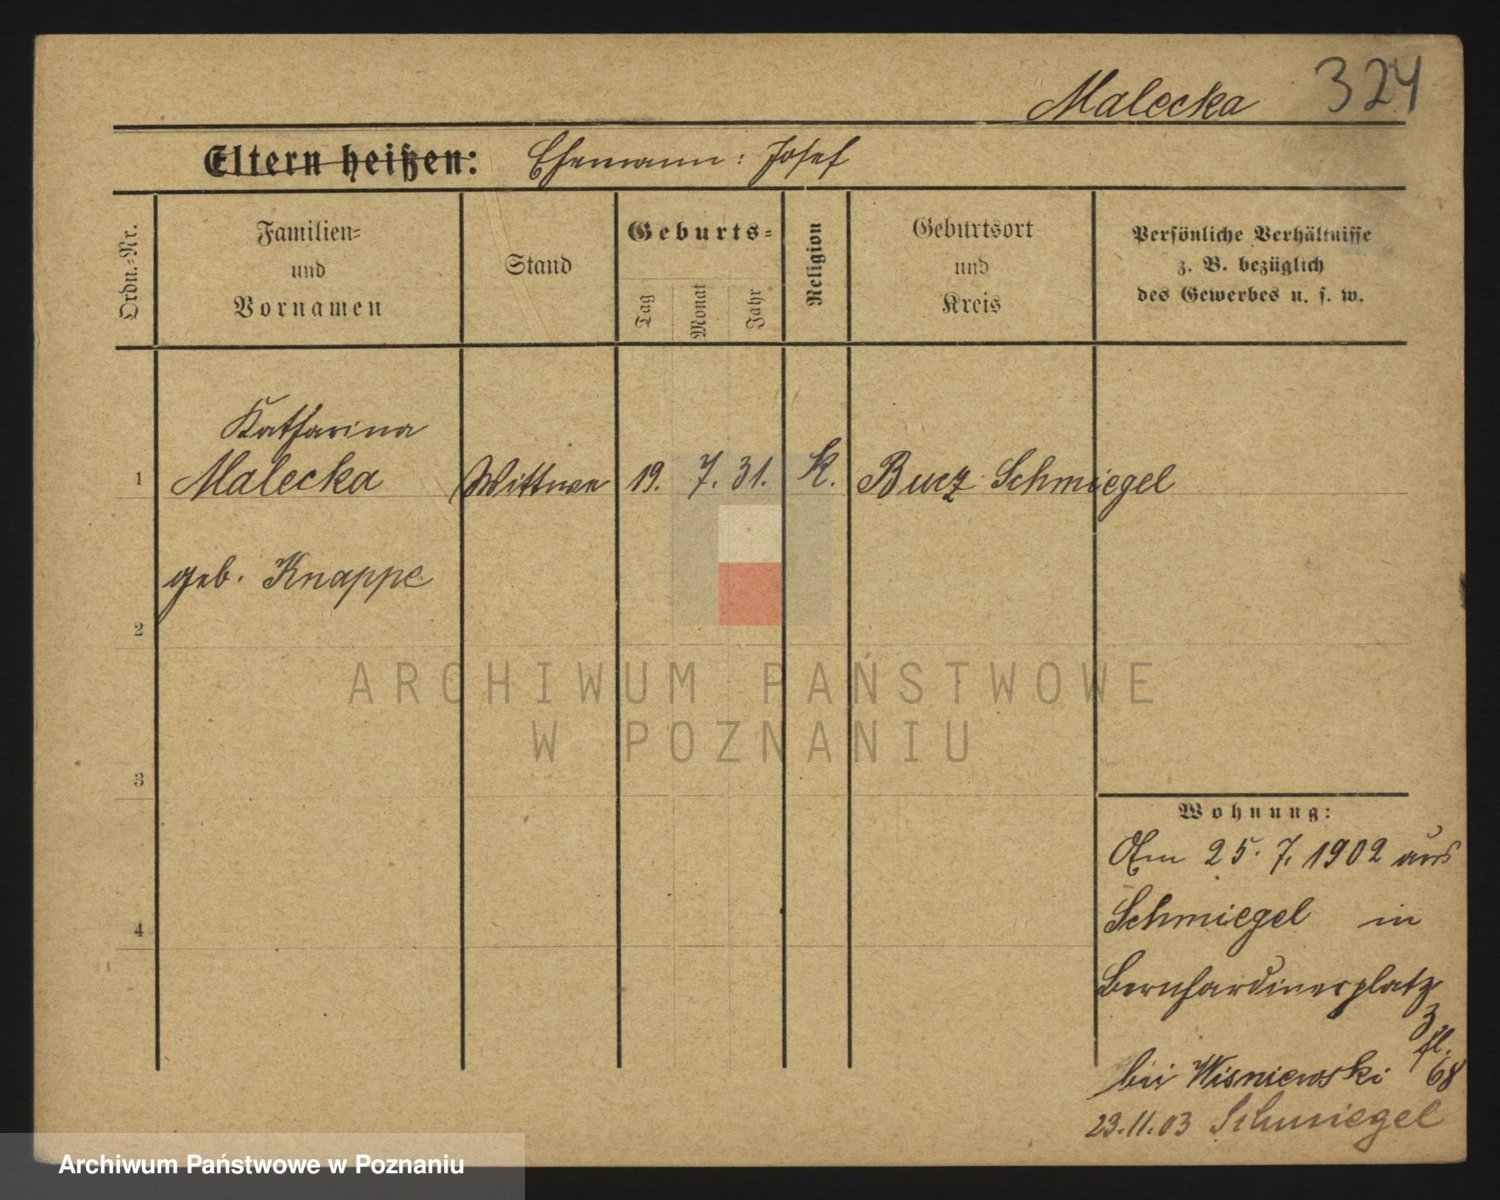 324
Malecka
Eltern heißen: Ehemann: Josef
Ordn.-Nr.
Familien-
und
Vornamen
Stand
Geburts-
Tag
Monat
Jahr
Religion
Geburtsort
und
Kreis
Persönliche Verhältnisse
z. B. bezüglich
des Gewerbes u. s. w.
Katharina
1 Malecka Wittwe 19. 7. 31. k. Bucz Schmiegel
geb. Knappe
2
ARCHIWUM PAŃSTWOWE
W POZNANIU
3
Wohnung:
Am 25. 7. 1902 aus
4 Schmiegel in
Bernhardinerplatz
3
bei Wisniewski 68
23.11.03 Schmiegel
Archiwum Państwowe w Poznaniu